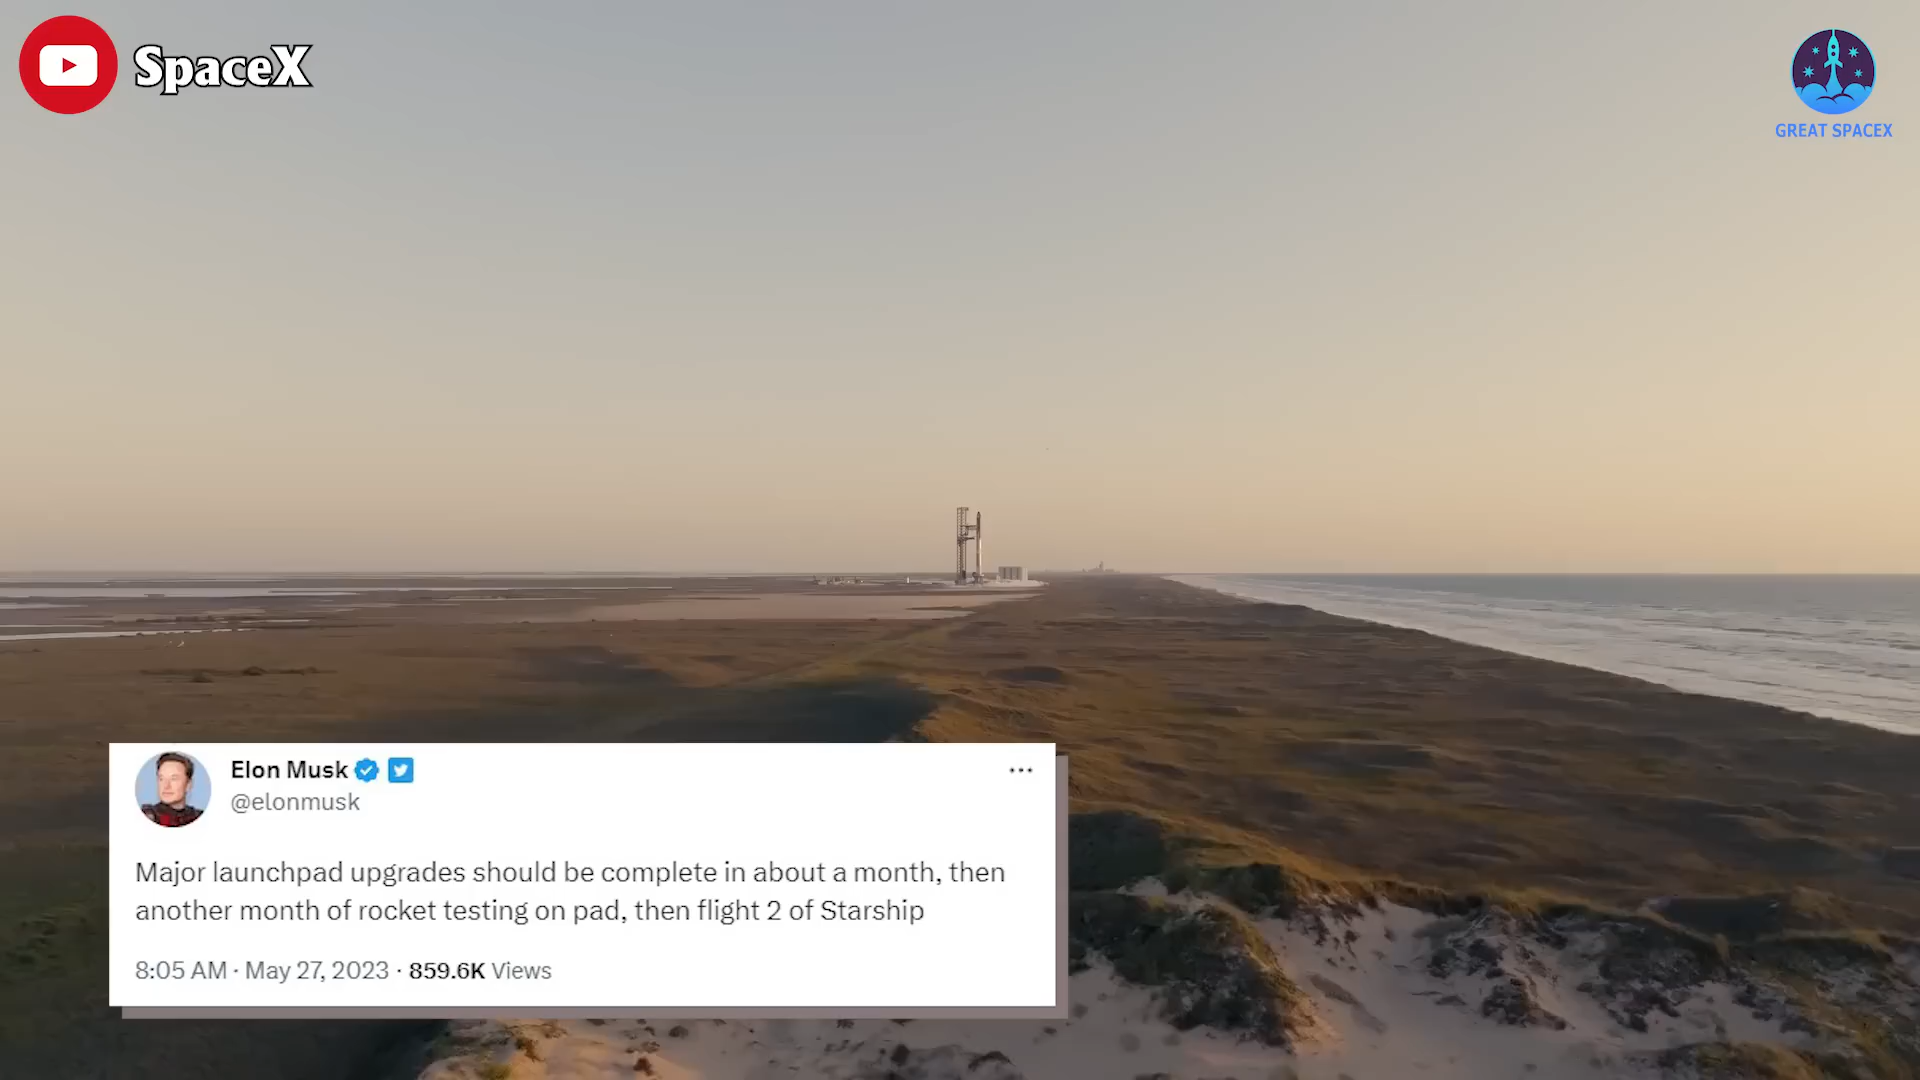 SpaceX
GREAT SPACEX
Elon Musk
@elonmusk
Major launchpad upgrades should be complete in about a month, then
another month of rocket testing on pad, then flight 2 of Starship
8:05 AM · May 27, 2023 · 859.6K Views